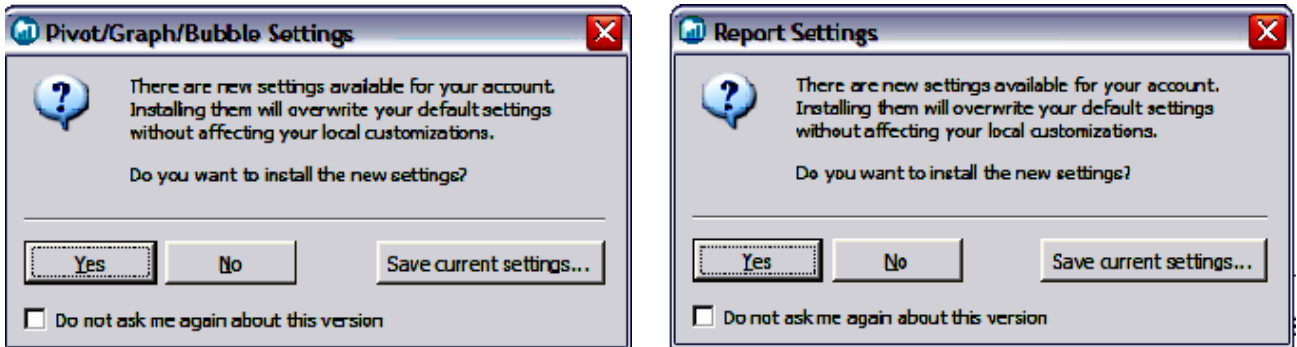 Pivot/Graph/Bubble Settings
There are new settings available for your account.
Installing them will overwrite your default settings
without affecting your local customizations.
Do you want to install the new settings?
Yes
No
Save current settings...
Do not ask me again about this version
Report Settings
There are new settings available for your account.
Installing them will overwrite your default settings
without affecting your local customizations.
Do you want to install the new settings?
Yes
No
Save current settings...
Do not ask me again about this version